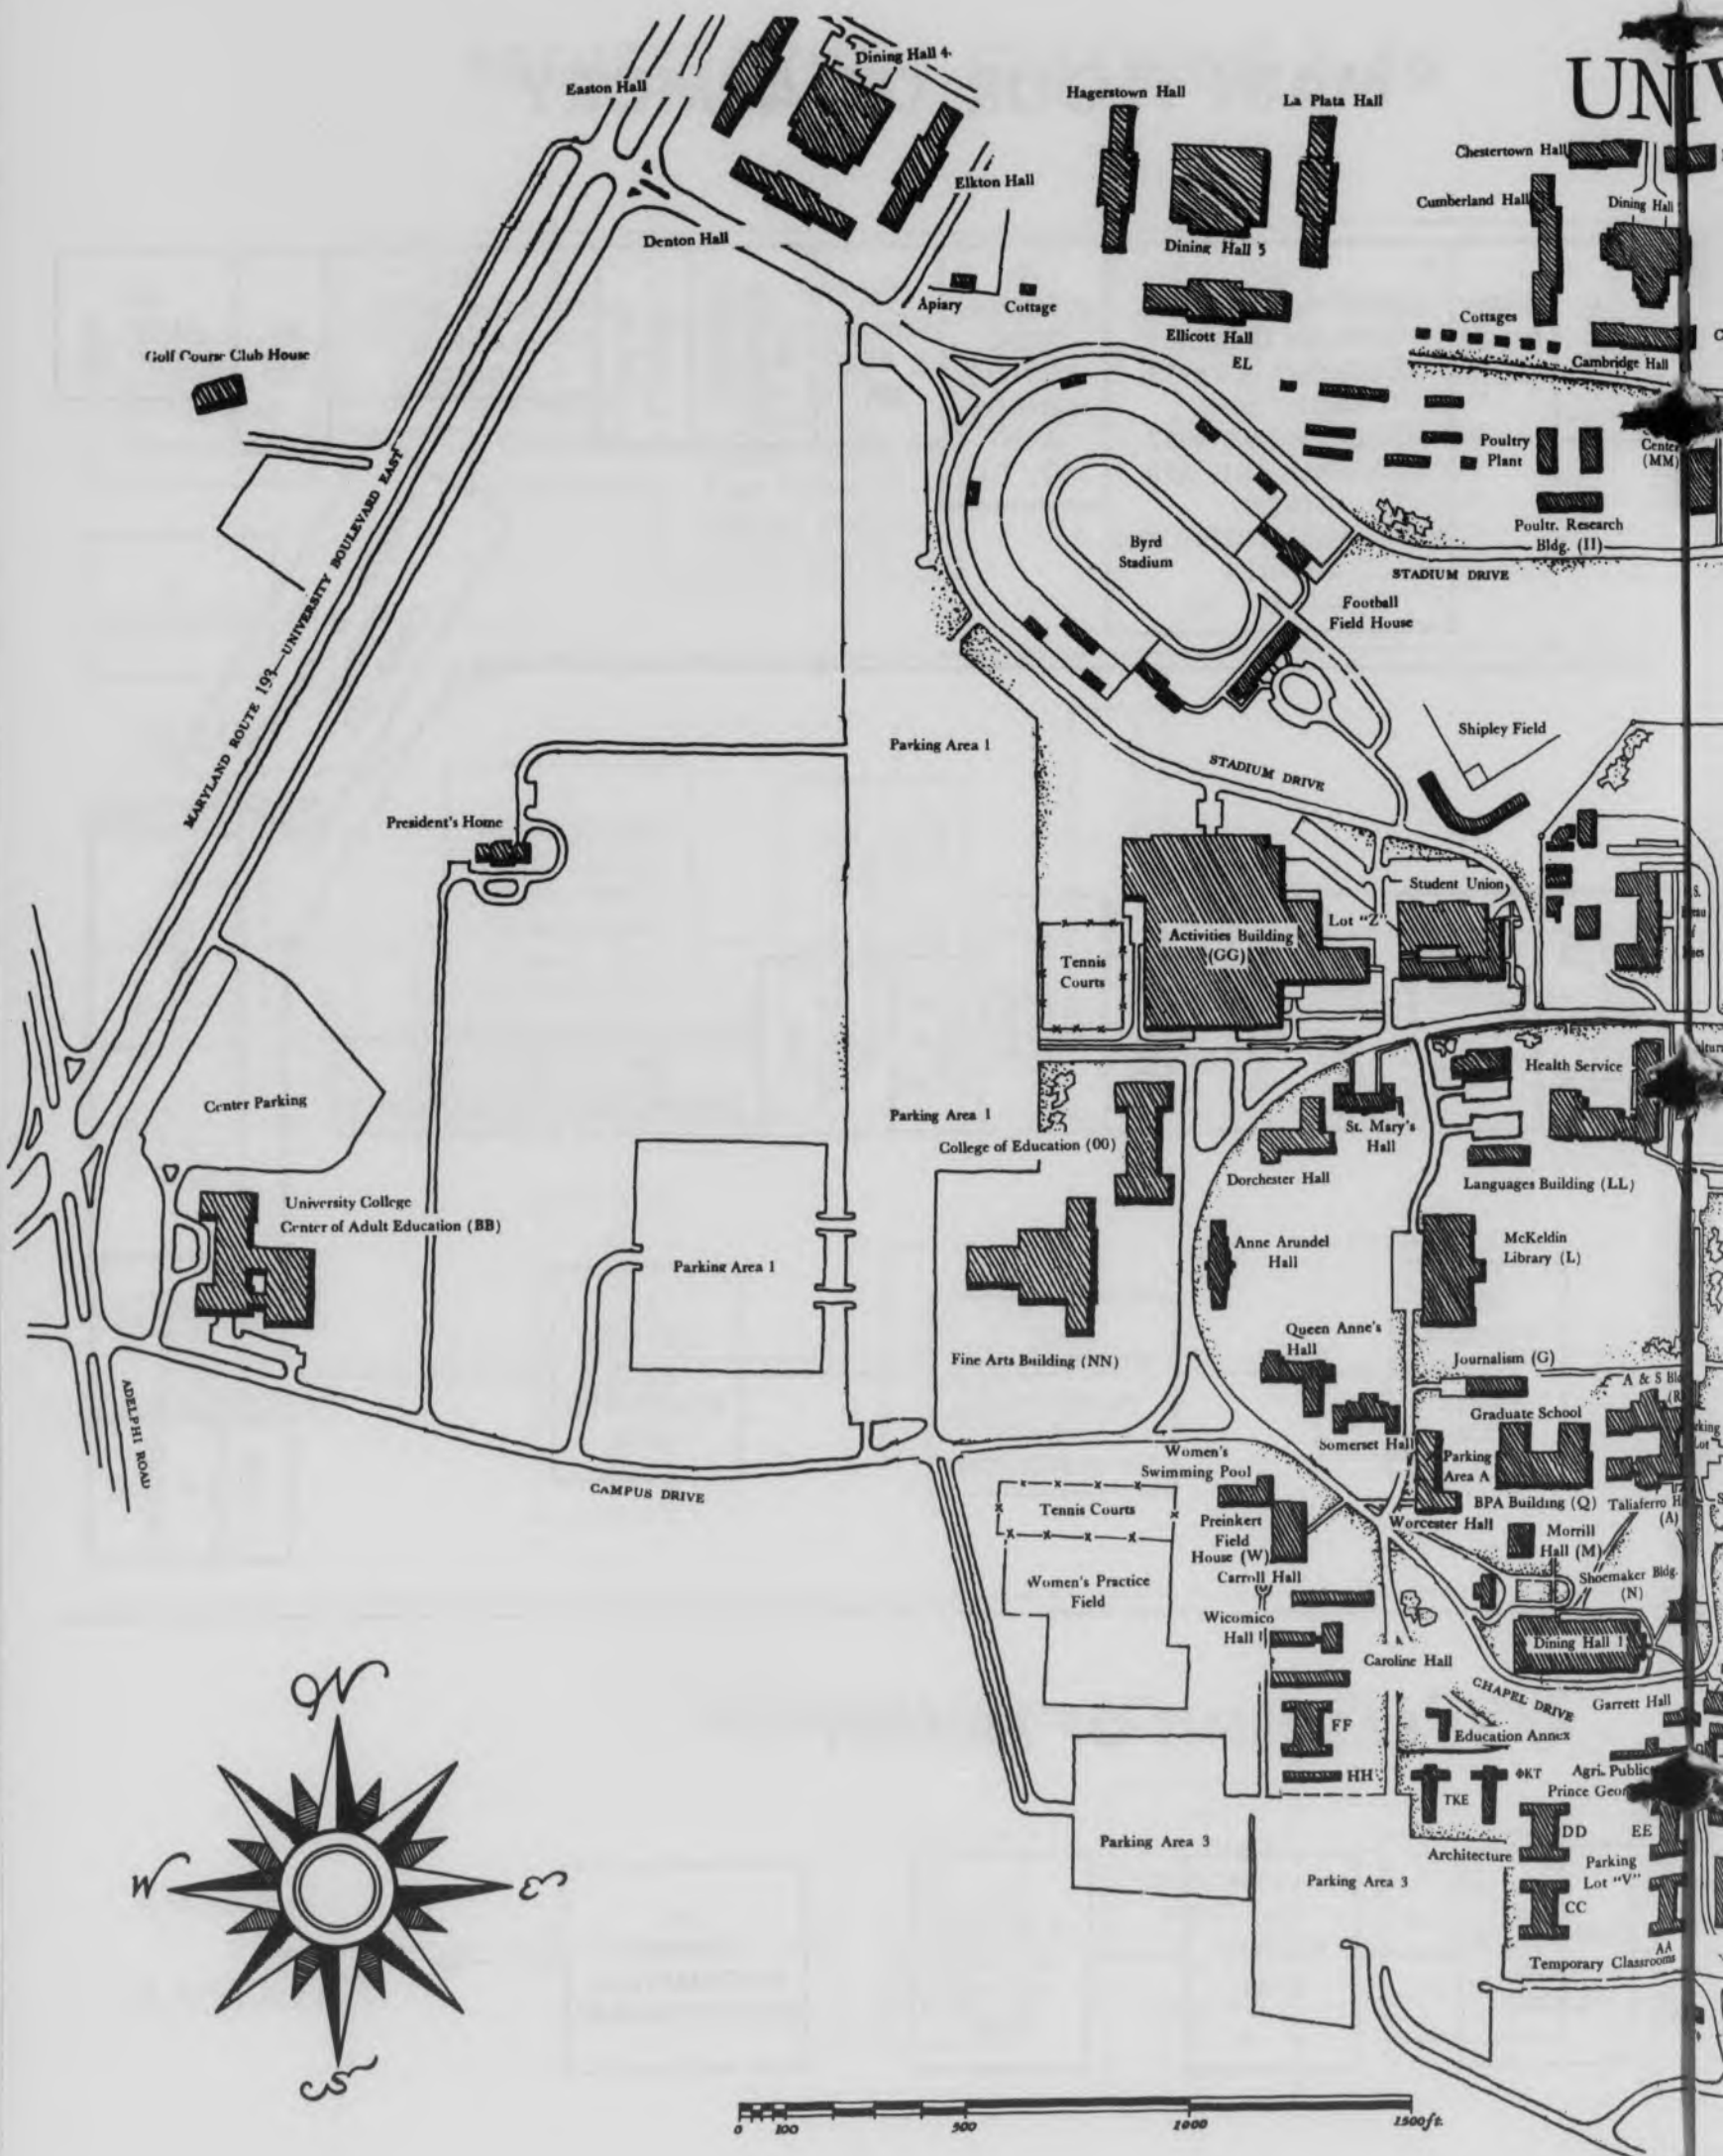 UNIV
Dining Hall 4.
Easton Hall
Hagerstown Hall
La Plata Hall
Chestertown Hall
Elkton Hall
Cumberland Hall
Dining Hall
Denton Hall
Dining Hall 5
Apiary
Cottage
Cottages
Ellicott Hall
EL
Cambridge Hall
Golf Course Club House
Poultry
Plant
Center
(MM)
Poultr. Research
Bldg. (II)
Byrd
Stadium
STADIUM DRIVE
Football
Field House
MARYLAND ROUTE 193—UNIVERSITY BOULEVARD EAST
Parking Area 1
Shipley Field
STADIUM DRIVE
President's Home
Student Union
Lot "Z"
Activities Building
(GG)
Tennis
Courts
Health Service
Center Parking
Parking Area 1
St. Mary's
Hall
College of Education (OO)
Dorchester Hall
Languages Building (LL)
University College
Center of Adult Education (BB)
Anne Arundel
Hall
McKeldin
Library (L)
Parking Area 1
Queen Anne's
Hall
Fine Arts Building (NN)
Journalism (G)
A & S Bld
(R
Graduate School
ADELPHI ROAD
Somerset Hall
Women's
Swimming Pool
Parking
Area A
Lot
CAMPUS DRIVE
Tennis Courts
BPA Building (Q)
Taliaferro H
(A)
Preinkert
Field
House (W)
Worcester Hall
Morrill
Hall (M)
Carroll Hall
Shoemaker Bldg.
(N)
Women's Practice
Field
Wicomico
Hall
Dining Hall 1
Caroline Hall
CHAPEL DRIVE
Garrett Hall
FF
Education Annex
HH
TKE
ΦKT
Agri. Public
Prince Geor
DD
EE
Parking Area 3
Architecture
Parking
Lot "V"
Parking Area 3
CC
AA
Temporary Classrooms
N
W
E
S
0 100 500 1000 1500 ft.